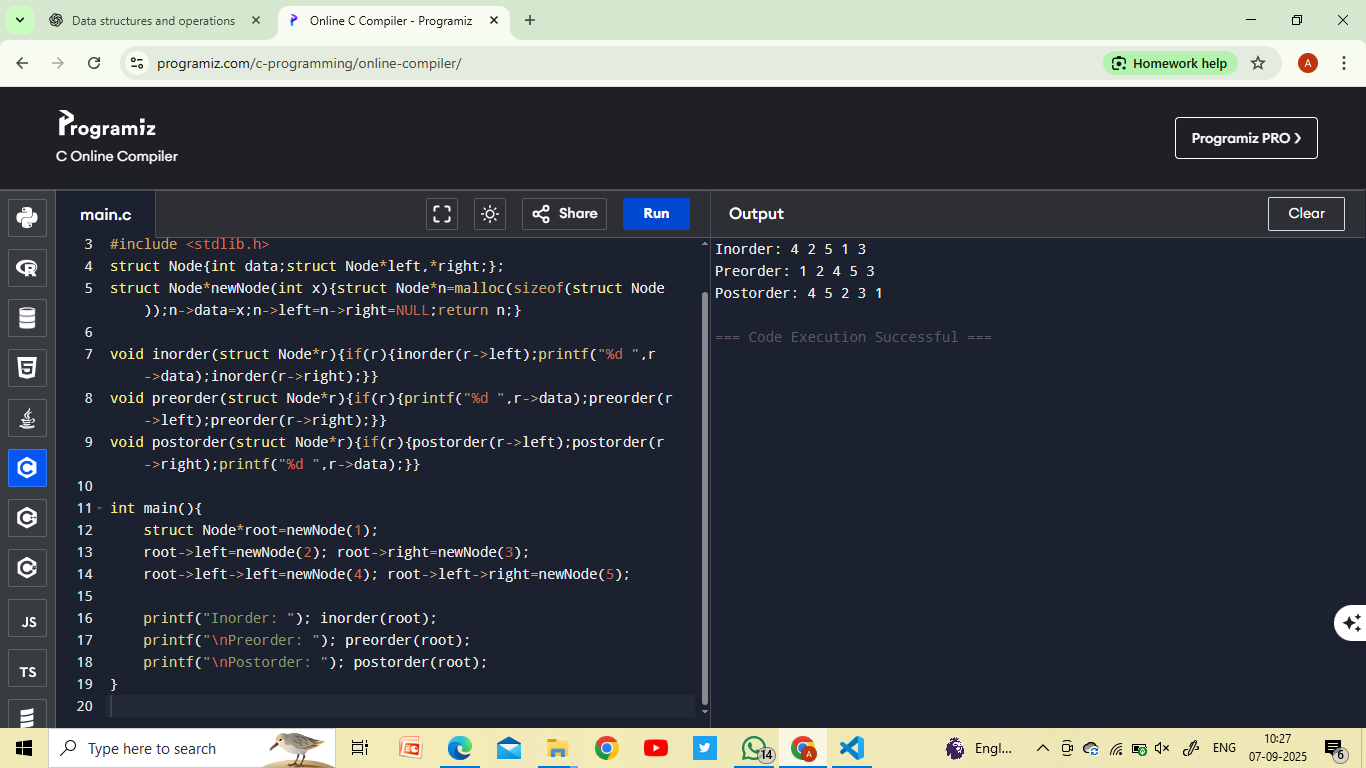 Data structures and operations
Online C Compiler - Programiz
programiz.com/c-programming/online-compiler/
Homework help
A
Programiz
C Online Compiler
Programiz PRO
main.c
Share
Run
Output
Clear
3 #include <stdlib.h>
4 struct Node{int data;struct Node*left,*right;};
5 struct Node*newNode(int x){struct Node*n=malloc(sizeof(struct Node
));n->data=x;n->left=n->right=NULL;return n;}
6
7 void inorder(struct Node*r){if(r){inorder(r->left);printf("%d ",r
->data);inorder(r->right);}}
8 void preorder(struct Node*r){if(r){printf("%d ",r->data);preorder(r
->left);preorder(r->right);}}
9 void postorder(struct Node*r){if(r){postorder(r->left);postorder(r
->right);printf("%d ",r->data);}}
10
11 int main(){
12 struct Node*root=newNode(1);
13 root->left=newNode(2); root->right=newNode(3);
14 root->left->left=newNode(4); root->left->right=newNode(5);
15
16 printf("Inorder: "); inorder(root);
17 printf("\nPreorder: "); preorder(root);
18 printf("\nPostorder: "); postorder(root);
19 }
20
Inorder: 4 2 5 1 3
Preorder: 1 2 4 5 3
Postorder: 4 5 2 3 1
=== Code Execution Successful ===
JS
TS
Type here to search
14
A
Engl...
ENG
10:27
07-09-2025
6